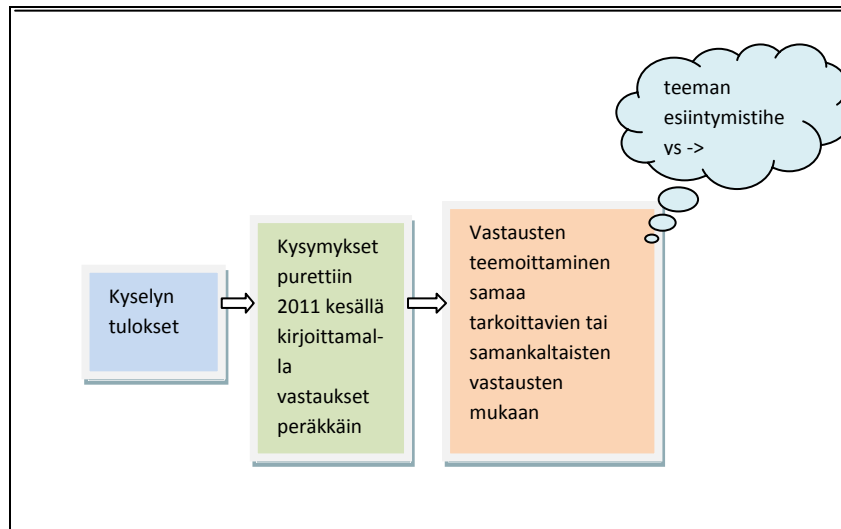 Kyselyn
tulokset
Kysymykset
purettiin
2011 kesällä
kirjoittamal-
la
vastaukset
peräkkäin
Vastausten
teemoittaminen
samaa
tarkoittavien tai
samankaltaisten
vastausten
mukaan
teeman
esiintymistihe
vs ->